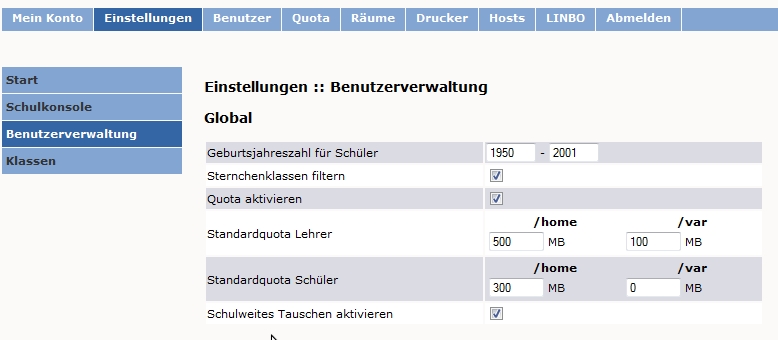 Mein Konto Einstellungen Benutzer Quota Räume Drucker Hosts LINBO Abmelden
Start
Schulkonsole
Benutzerverwaltung
Klassen
Einstellungen :: Benutzerverwaltung
Global
Geburtsjahreszahl für Schüler 1950 - 2001
Sternchenklassen filtern
Quota aktivieren
/home /var
Standardquota Lehrer 500 MB 100 MB
/home /var
Standardquota Schüler 300 MB 0 MB
Schulweites Tauschen aktivieren